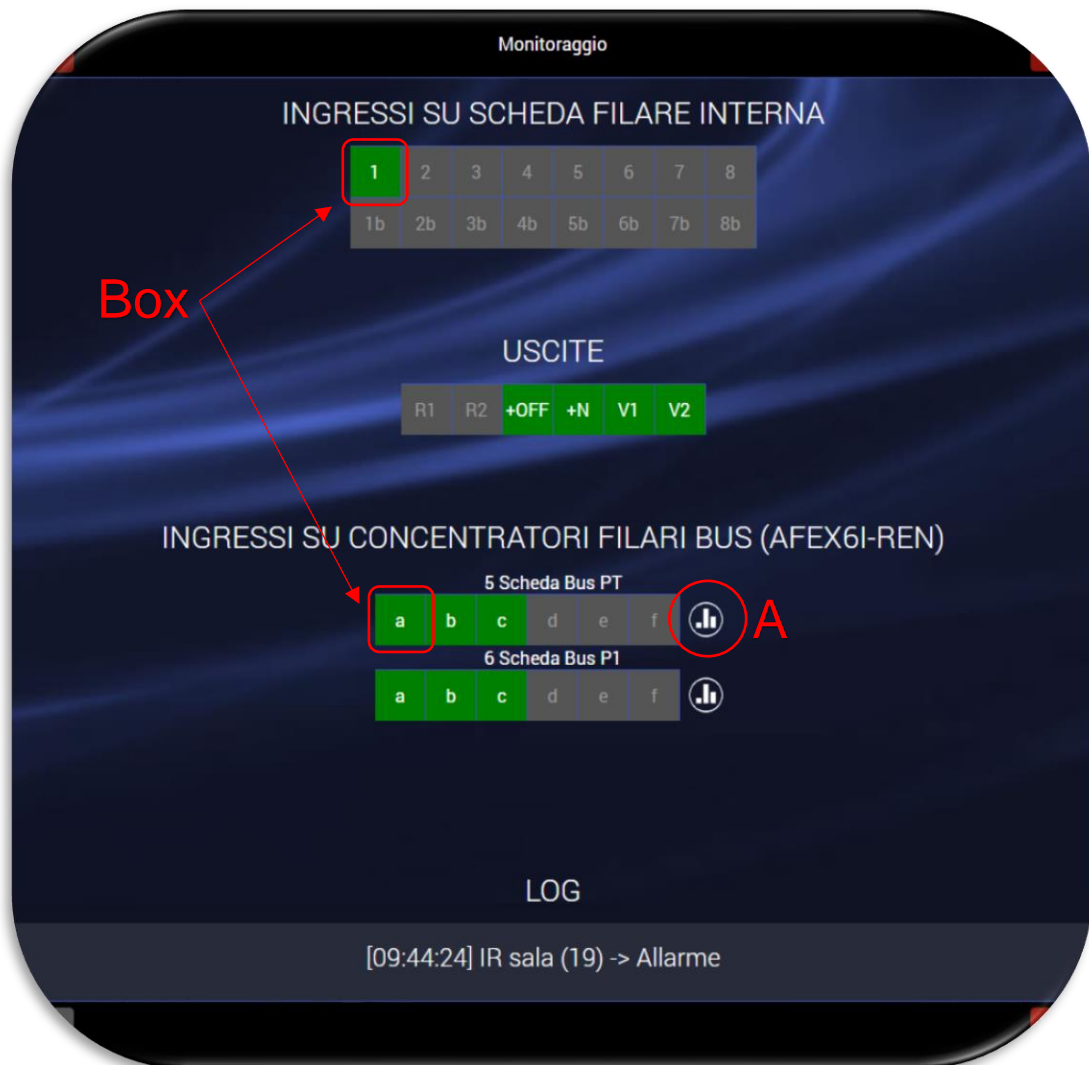 Monitoraggio
INGRESSI SU SCHEDA FILARE INTERNA
1 2 3 4 5 6 7 8
1b 2b 3b 4b 5b 6b 7b 8b
Box
USCITE
R1 R2 +OFF +N V1 V2
INGRESSI SU CONCENTRATORI FILARI BUS (AFEX6I-REN)
5 Scheda Bus PT
a b c d e f A
6 Scheda Bus P1
a b c d e f
LOG
[09:44:24] IR sala (19) -> Allarme